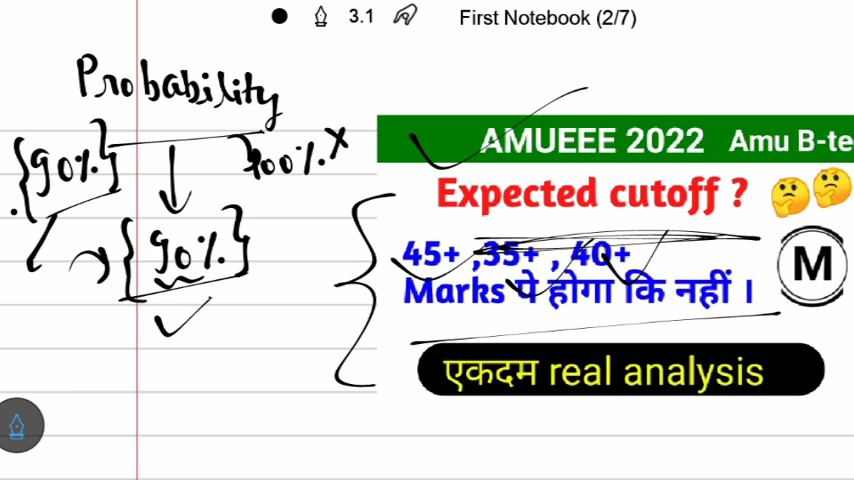 3.1 First Notebook (2/7)
Probability
{90%} 100% x
{90%}
AMUEEE 2022 Amu B-te
Expected cutoff ?
45+ ,35+ , 40+
Marks पे होगा कि नहीं ।
M
एकदम real analysis